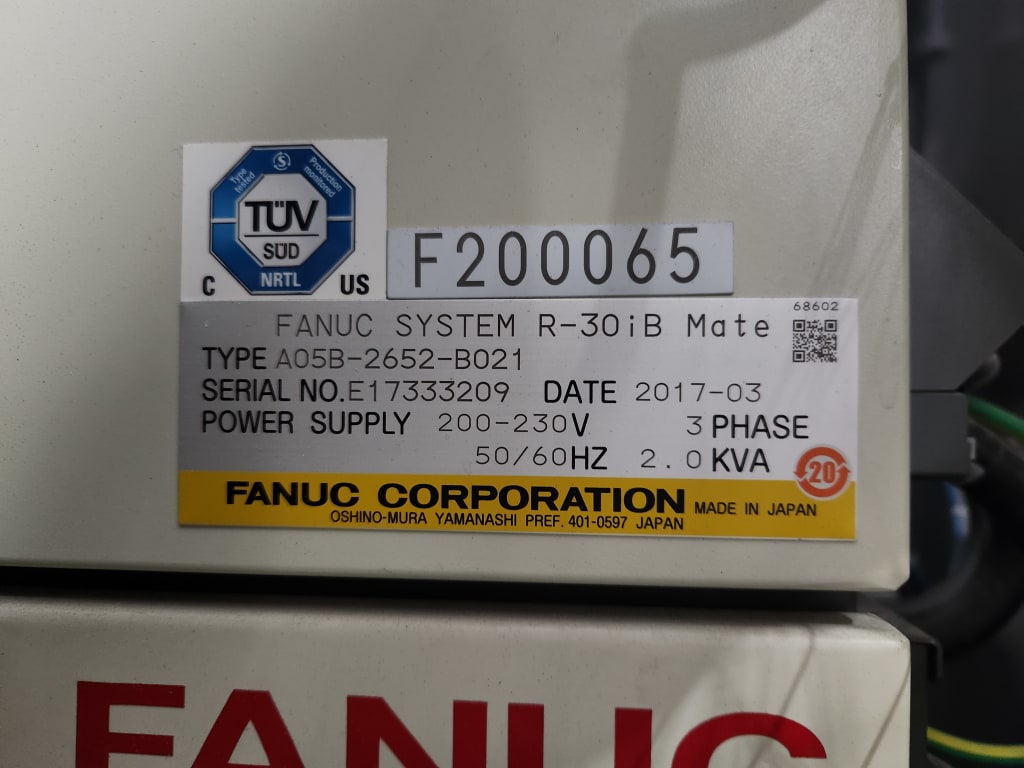 Type tested
Production monitored
TÜV
SÜD
NRTL
C US
F200065
68602
FANUC SYSTEM R-30iB Mate
TYPE A05B-2652-B021
SERIAL NO. E17333209 DATE 2017-03
POWER SUPPLY 200-230V 3 PHASE
50/60HZ 2.0 KVA
20
FANUC CORPORATION MADE IN JAPAN
OSHINO-MURA YAMANASHI PREF. 401-0597 JAPAN
FANUC